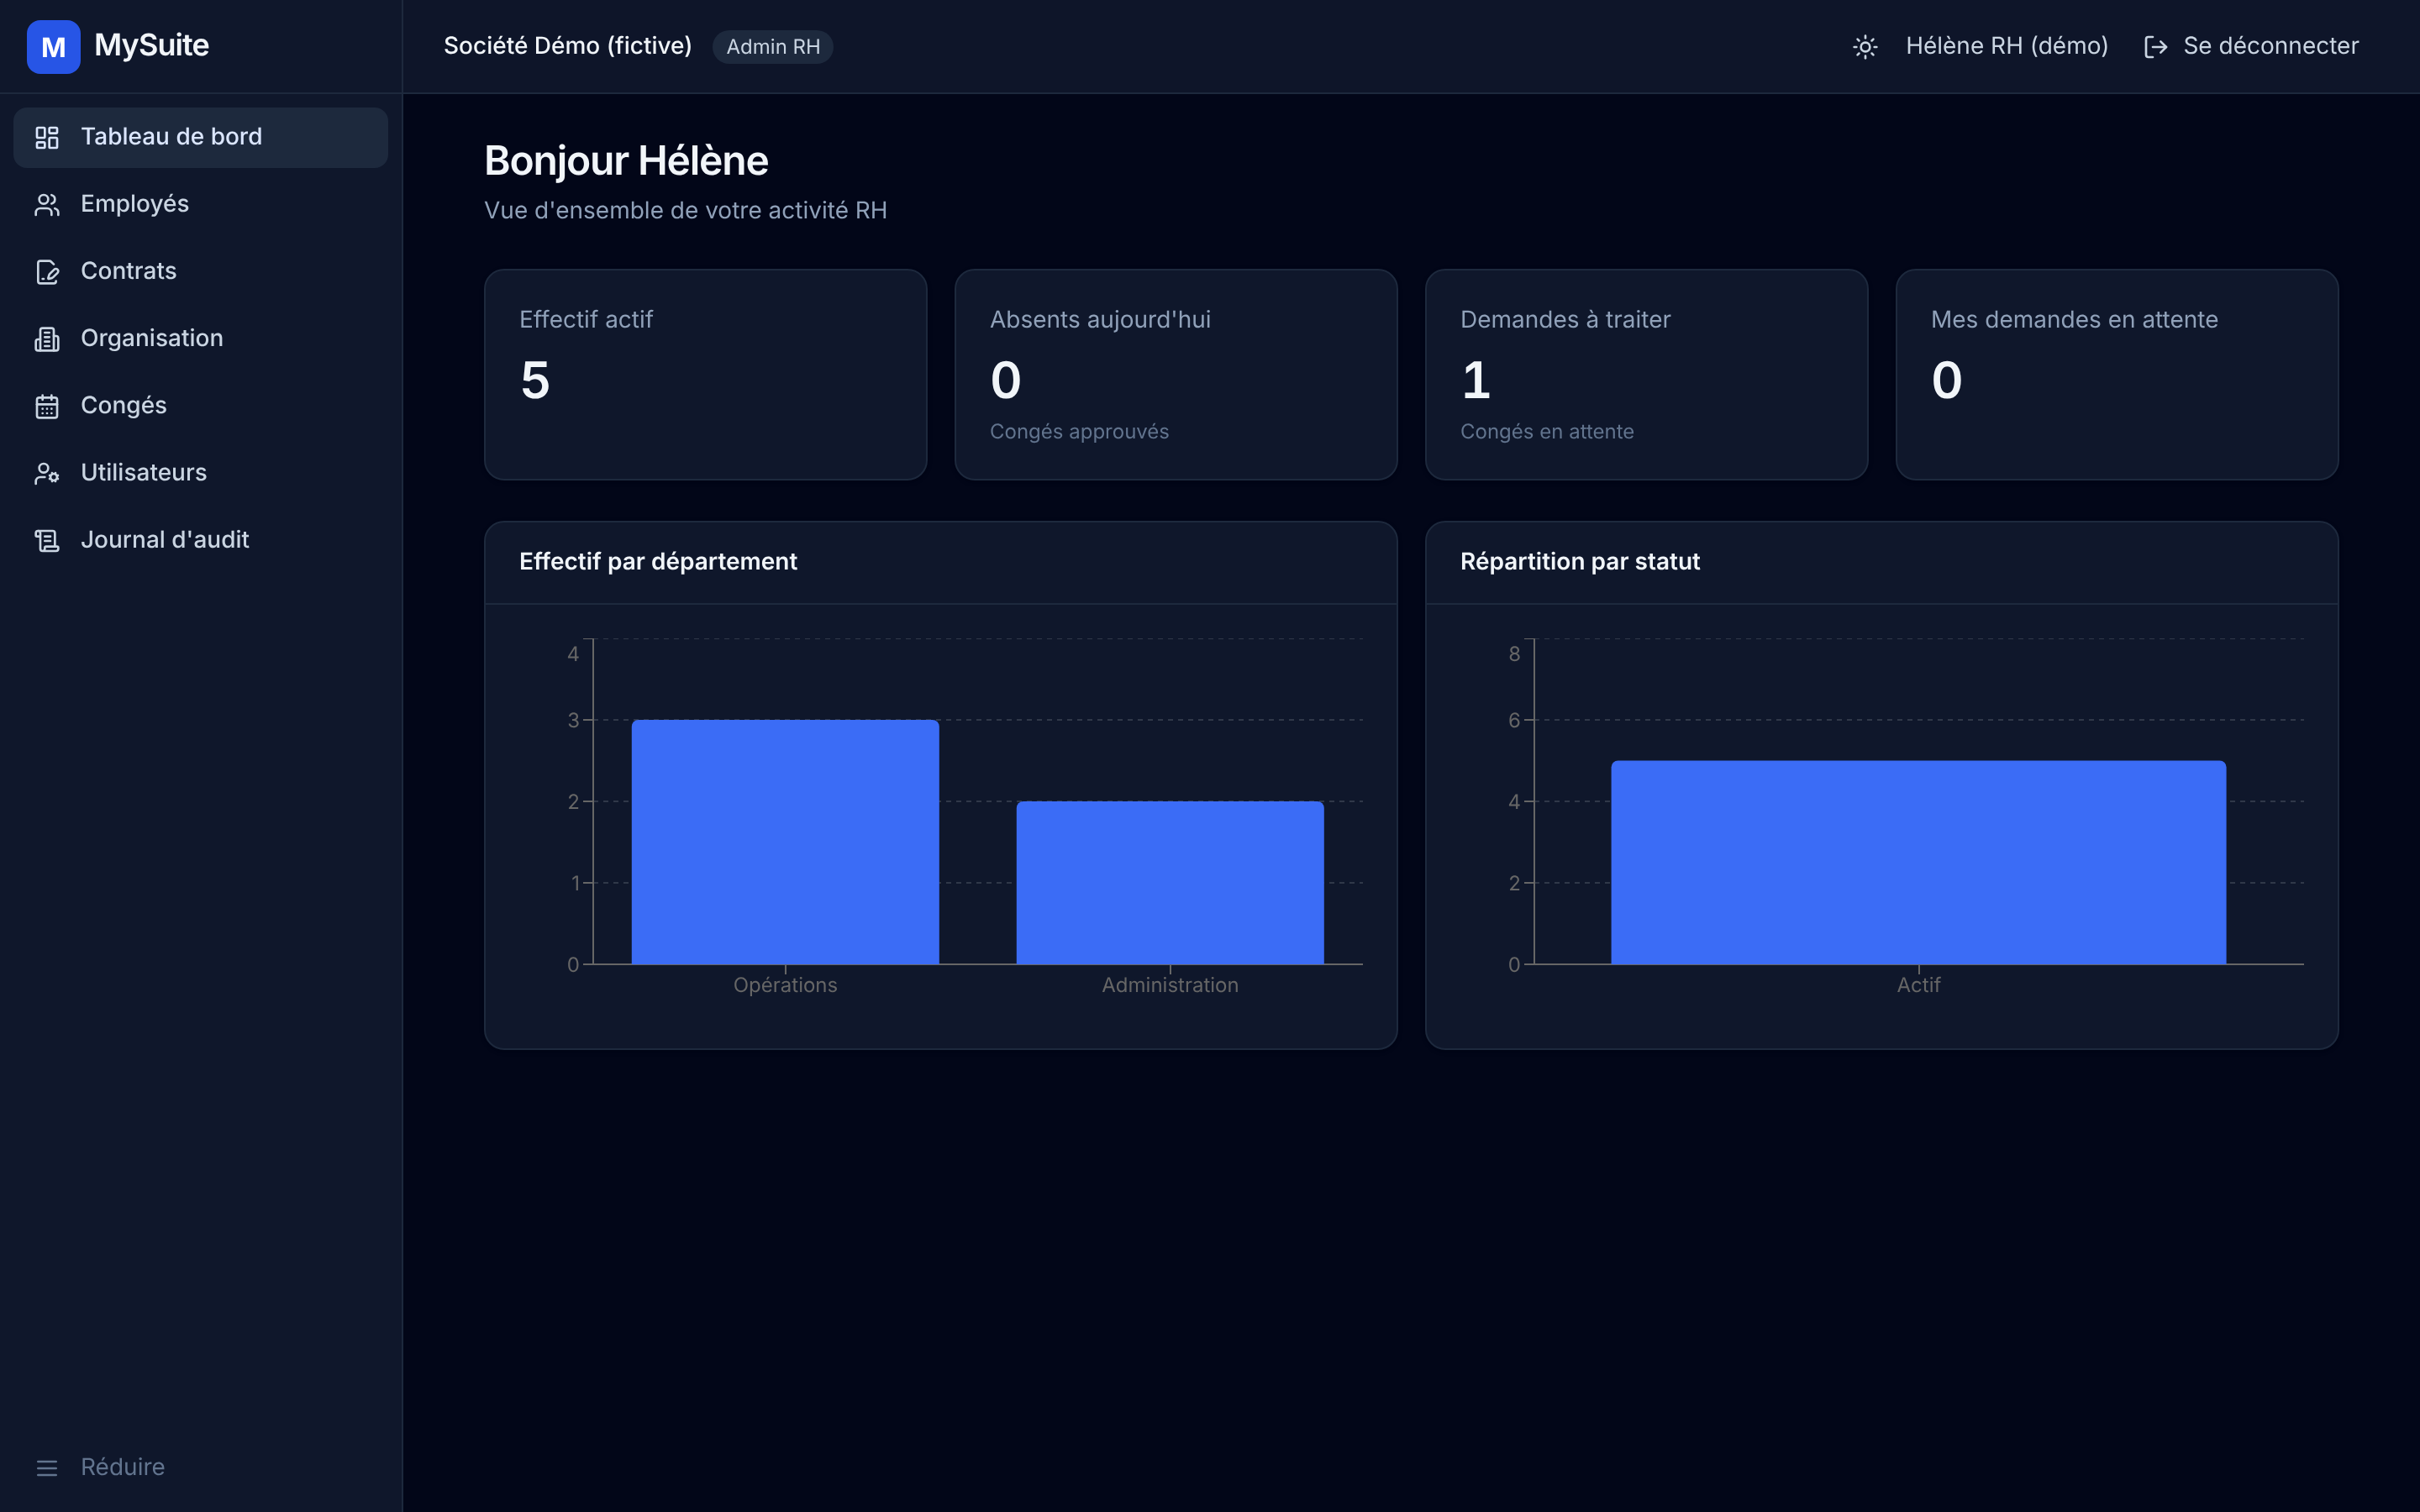 M MySuite
Société Démo (fictive) Admin RH Hélène RH (démo) Se déconnecter
Tableau de bord
Employés
Contrats
Organisation
Congés
Utilisateurs
Journal d'audit
Réduire
Bonjour Hélène
Vue d'ensemble de votre activité RH
Effectif actif
5
Absents aujourd'hui
0
Congés approuvés
Demandes à traiter
1
Congés en attente
Mes demandes en attente
0
Effectif par département
4
3
2
1
0
Opérations Administration
Répartition par statut
8
6
4
2
0
Actif